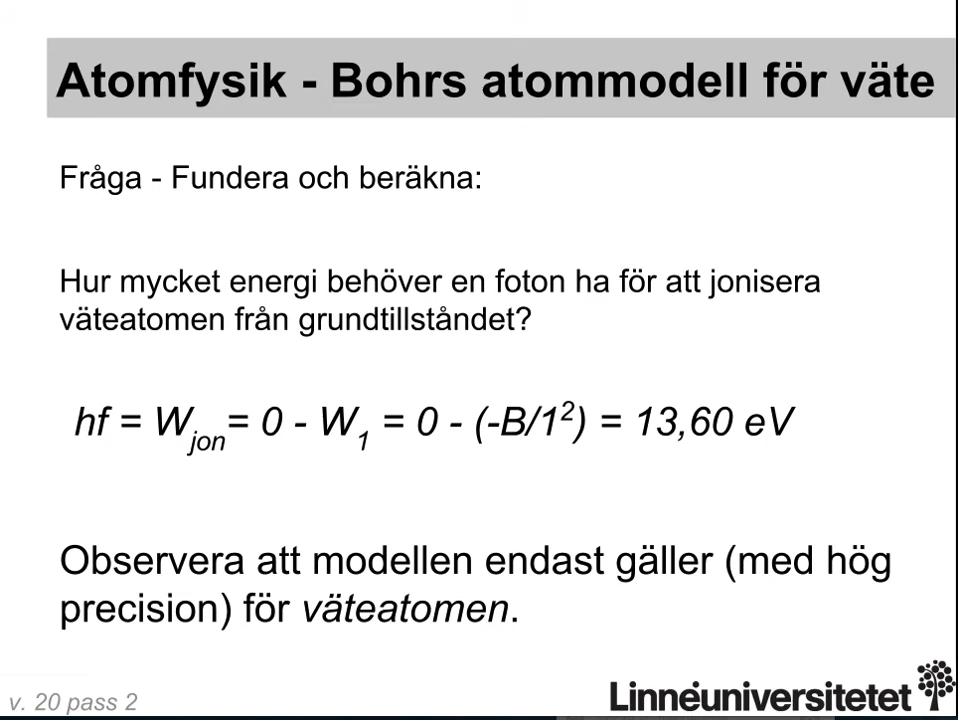 Atomfysik - Bohrs atommodell för väte
Fråga - Fundera och beräkna:
Hur mycket energi behöver en foton ha för att jonisera
väteatomen från grundtillståndet?
hf = W_jon = 0 - W_1 = 0 - (-B/1²) = 13,60 eV
Observera att modellen endast gäller (med hög
precision) för väteatomen.
v. 20 pass 2
Linnéuniversitetet